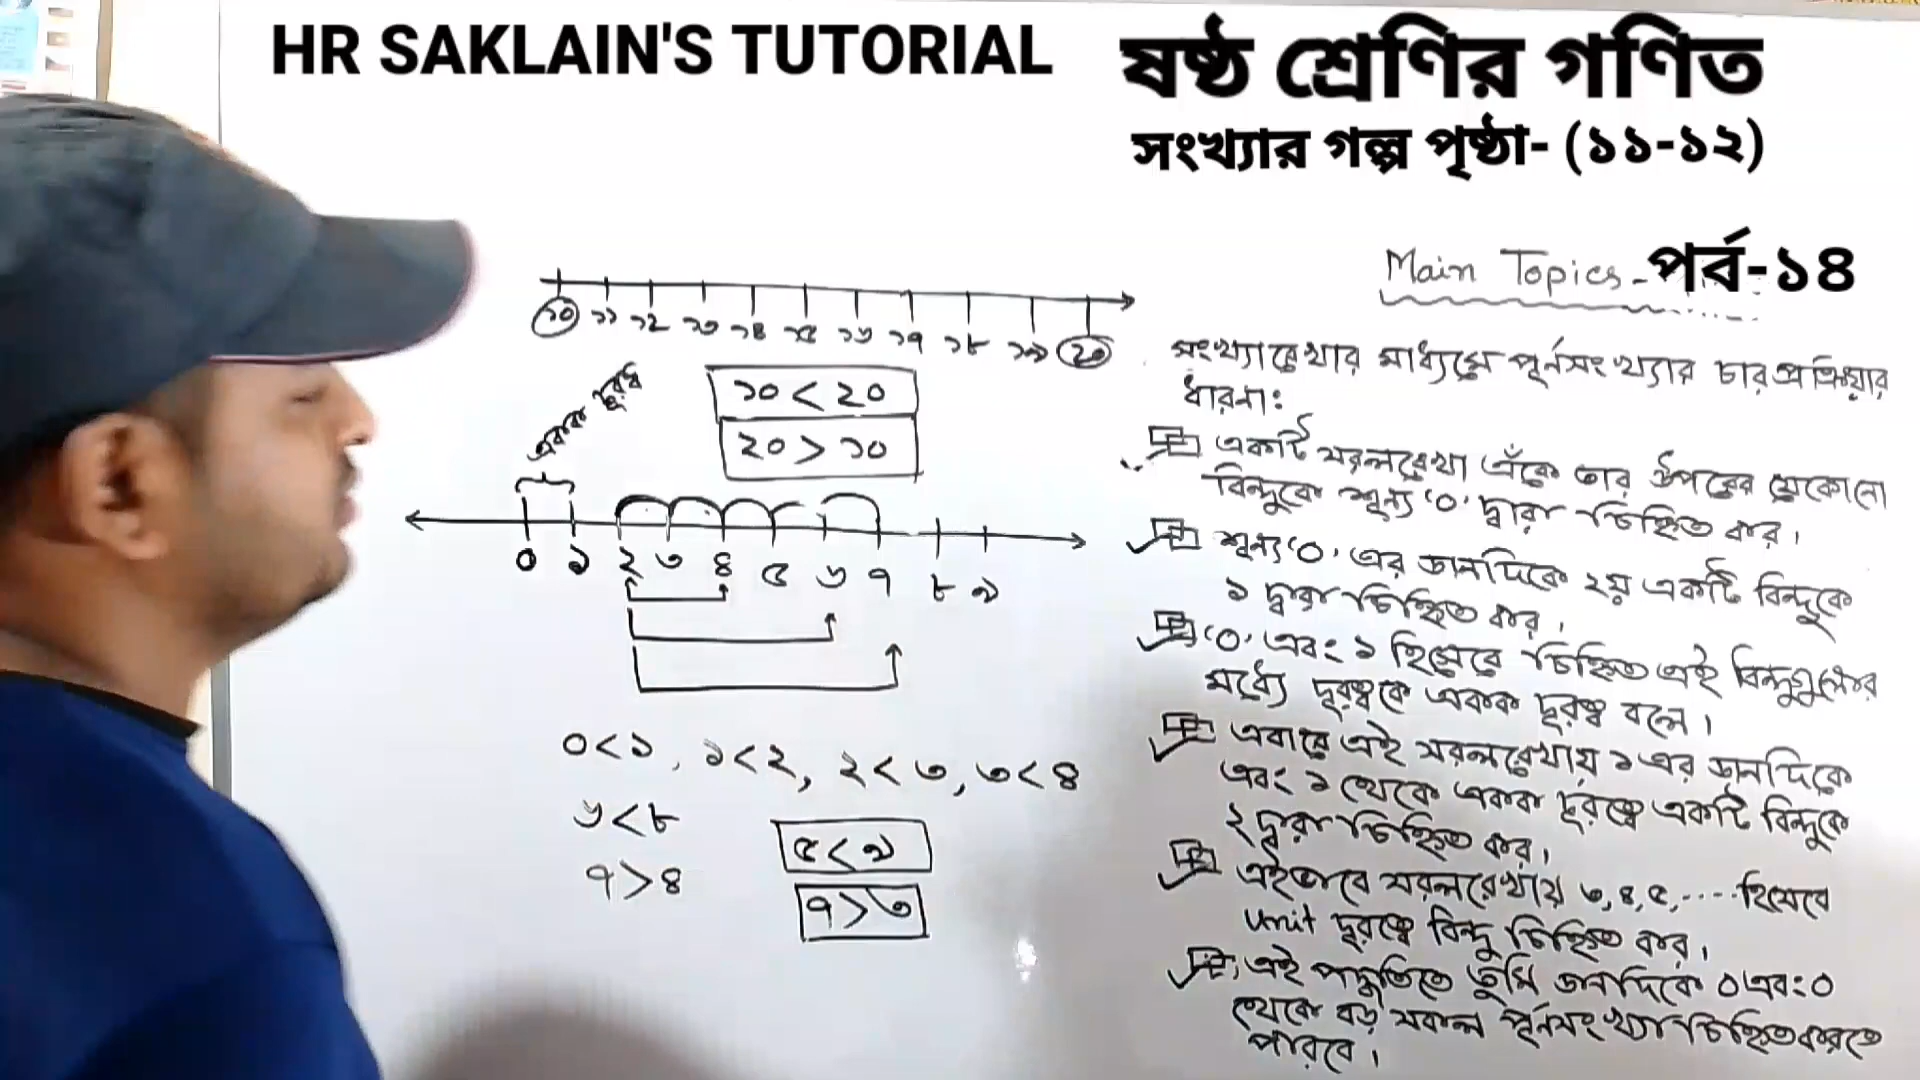 HR SAKLAIN'S TUTORIAL
ষষ্ঠ শ্রেণির গণিত
সংখ্যার গল্প পৃষ্ঠা- (১১-১২)
Main Topics - পর্ব-১৪
১০ ১১ ১২ ১৩ ১৪ ১৫ ১৬ ১৭ ১৮ ১৯ ২০
১০ < ২০
২০ > ১০
একক দূরত্ব
০ ১ ২ ৩ ৪ ৫ ৬ ৭ ৮ ৯
০<১, ১<২, ২<৩, ৩<৪
৬<৮
৭>৪
৫<৯
৭>৩
সংখ্যারেখার মাধ্যমে পূর্নসংখ্যার চার প্রক্রিয়ার
ধারনা:
একটি সরলরেখা এঁকে তার উপরের যেকোনো
বিন্দুকে শূন্য '০' দ্বারা চিহ্নিত কর।
শূন্য '০' এর ডানদিকে ২য় একটি বিন্দুকে
১ দ্বারা চিহ্নিত কর।
'০' এবং ১ হিসেবে চিহ্নিত এই বিন্দুগুলোর
মধ্যে দূরত্বকে একক দূরত্ব বলে।
এবারে এই সরলরেখায় ১ এর ডানদিকে
এবং ১ থেকে একক দূরত্বে একটি বিন্দুকে
২ দ্বারা চিহ্নিত কর।
এইভাবে সরলরেখায় ৩, ৪, ৫, .... হিসেবে
unit দূরত্বে বিন্দু চিহ্নিত কর।
এই পদ্ধতিতে তুমি ডানদিকে ০ এবং ০
থেকে বড় সকল পূর্নসংখ্যা চিহ্নিত করতে
পারবে।